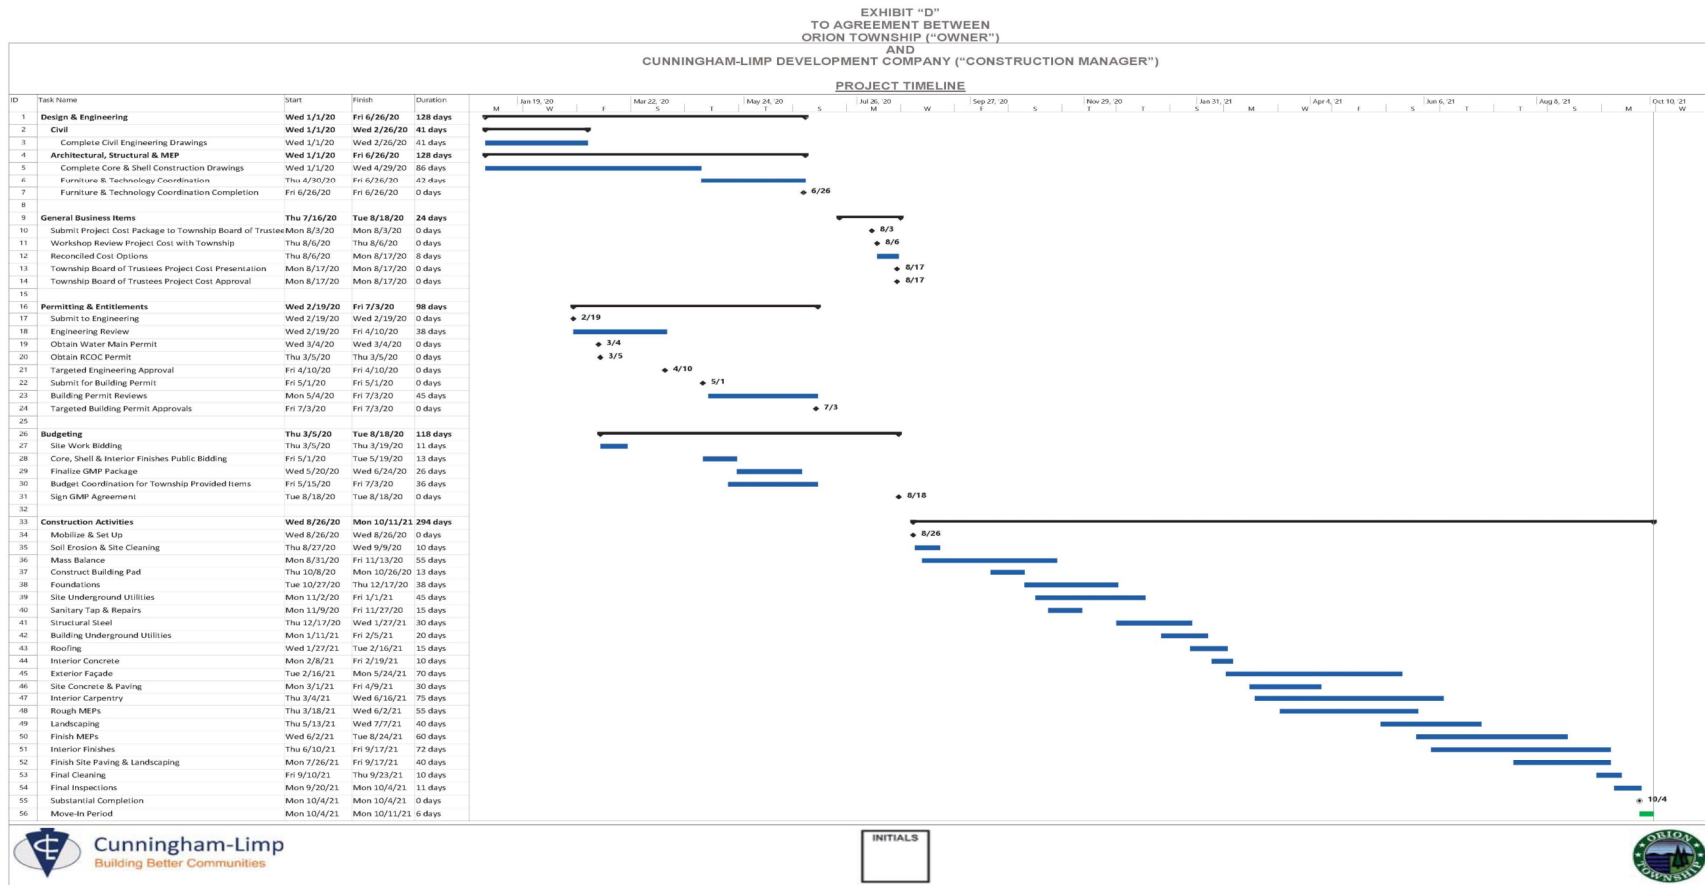 EXHIBIT “D”
TO AGREEMENT BETWEEN
ORION TOWNSHIP (“OWNER”)
AND
CUNNINGHAM-LIMP DEVELOPMENT COMPANY (“CONSTRUCTION MANAGER”)
PROJECT TIMELINE
ID Task Name Start Finish Duration Jan 19, '20 Mar 22, '20 May 24, '20 Jul 26, '20 Sep 27, '20 Nov 29, '20 Jan 31, '21 Apr 4, '21 Jun 6, '21 Aug 8, '21 Oct 10, '21
M W F S T T S M W F S T T S M W F S T T S M W
1 Design & Engineering Wed 1/1/20 Fri 6/26/20 128 days
2 Civil Wed 1/1/20 Wed 2/26/20 41 days
3 Complete Civil Engineering Drawings Wed 1/1/20 Wed 2/26/20 41 days
4 Architectural, Structural & MEP Wed 1/1/20 Fri 6/26/20 128 days
5 Complete Core & Shell Construction Drawings Wed 1/1/20 Wed 4/29/20 86 days
6 Furniture & Technology Coordination Thu 4/30/20 Fri 6/26/20 42 days
7 Furniture & Technology Coordination Completion Fri 6/26/20 Fri 6/26/20 0 days 6/26
8
9 General Business Items Thu 7/16/20 Tue 8/18/20 24 days
10 Submit Project Cost Package to Township Board of Trustee Mon 8/3/20 Mon 8/3/20 0 days 8/3
11 Workshop Review Project Cost with Township Thu 8/6/20 Thu 8/6/20 0 days 8/6
12 Reconciled Cost Options Thu 8/6/20 Mon 8/17/20 8 days
13 Township Board of Trustees Project Cost Presentation Mon 8/17/20 Mon 8/17/20 0 days 8/17
14 Township Board of Trustees Project Cost Approval Mon 8/17/20 Mon 8/17/20 0 days 8/17
15
16 Permitting & Entitlements Wed 2/19/20 Fri 7/3/20 98 days
17 Submit to Engineering Wed 2/19/20 Wed 2/19/20 0 days 2/19
18 Engineering Review Wed 2/19/20 Fri 4/10/20 38 days
19 Obtain Water Main Permit Wed 3/4/20 Wed 3/4/20 0 days 3/4
20 Obtain RCOC Permit Thu 3/5/20 Thu 3/5/20 0 days 3/5
21 Targeted Engineering Approval Fri 4/10/20 Fri 4/10/20 0 days 4/10
22 Submit for Building Permit Fri 5/1/20 Fri 5/1/20 0 days 5/1
23 Building Permit Reviews Mon 5/4/20 Fri 7/3/20 45 days
24 Targeted Building Permit Approvals Fri 7/3/20 Fri 7/3/20 0 days 7/3
25
26 Budgeting Thu 3/5/20 Tue 8/18/20 118 days
27 Site Work Bidding Thu 3/5/20 Thu 3/19/20 11 days
28 Core, Shell & Interior Finishes Public Bidding Fri 5/1/20 Tue 5/19/20 13 days
29 Finalize GMP Package Wed 5/20/20 Wed 6/24/20 26 days
30 Budget Coordination for Township Provided Items Fri 5/15/20 Fri 7/3/20 36 days
31 Sign GMP Agreement Tue 8/18/20 Tue 8/18/20 0 days 8/18
32
33 Construction Activities Wed 8/26/20 Mon 10/11/21 294 days
34 Mobilize & Set Up Wed 8/26/20 Wed 8/26/20 0 days 8/26
35 Soil Erosion & Site Cleaning Thu 8/27/20 Wed 9/9/20 10 days
36 Mass Balance Mon 8/31/20 Fri 11/13/20 55 days
37 Construct Building Pad Thu 10/8/20 Mon 10/26/20 13 days
38 Foundations Tue 10/27/20 Thu 12/17/20 38 days
39 Site Underground Utilities Mon 11/2/20 Fri 1/1/21 45 days
40 Sanitary Tap & Repairs Mon 11/9/20 Fri 11/27/20 15 days
41 Structural Steel Thu 12/17/20 Wed 1/27/21 30 days
42 Building Underground Utilities Mon 1/11/21 Fri 2/5/21 20 days
43 Roofing Wed 1/27/21 Tue 2/16/21 15 days
44 Interior Concrete Mon 2/8/21 Fri 2/19/21 10 days
45 Exterior Façade Tue 2/16/21 Mon 5/24/21 70 days
46 Site Concrete & Paving Mon 3/1/21 Fri 4/9/21 30 days
47 Interior Carpentry Thu 3/4/21 Wed 6/16/21 75 days
48 Rough MEPs Thu 3/18/21 Wed 6/2/21 55 days
49 Landscaping Thu 5/13/21 Wed 7/7/21 40 days
50 Finish MEPs Wed 6/2/21 Tue 8/24/21 60 days
51 Interior Finishes Thu 6/10/21 Fri 9/17/21 72 days
52 Finish Site Paving & Landscaping Mon 7/26/21 Fri 9/17/21 40 days
53 Final Cleaning Fri 9/10/21 Thu 9/23/21 10 days
54 Final Inspections Mon 9/20/21 Mon 10/4/21 11 days
55 Substantial Completion Mon 10/4/21 Mon 10/4/21 0 days 10/4
56 Move-In Period Mon 10/4/21 Mon 10/11/21 6 days
Cunningham-Limp
Building Better Communities
INITIALS
ORION
TOWNSHIP